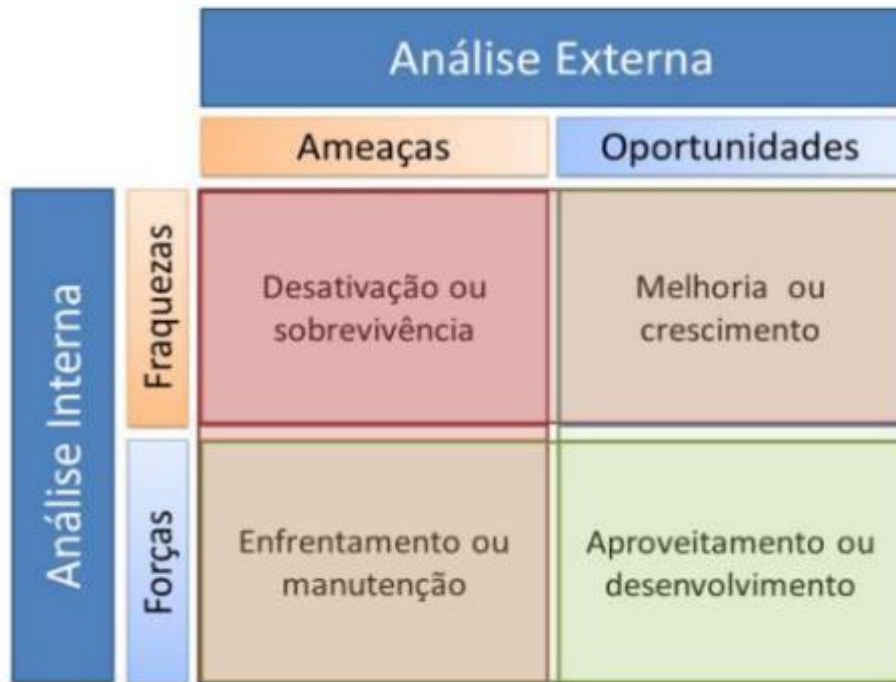 Análise Externa
Ameaças
Oportunidades
Análise Interna
Fraquezas
Desativação ou
sobrevivência
Melhoria ou
crescimento
Forças
Enfrentamento ou
manutenção
Aproveitamento ou
desenvolvimento